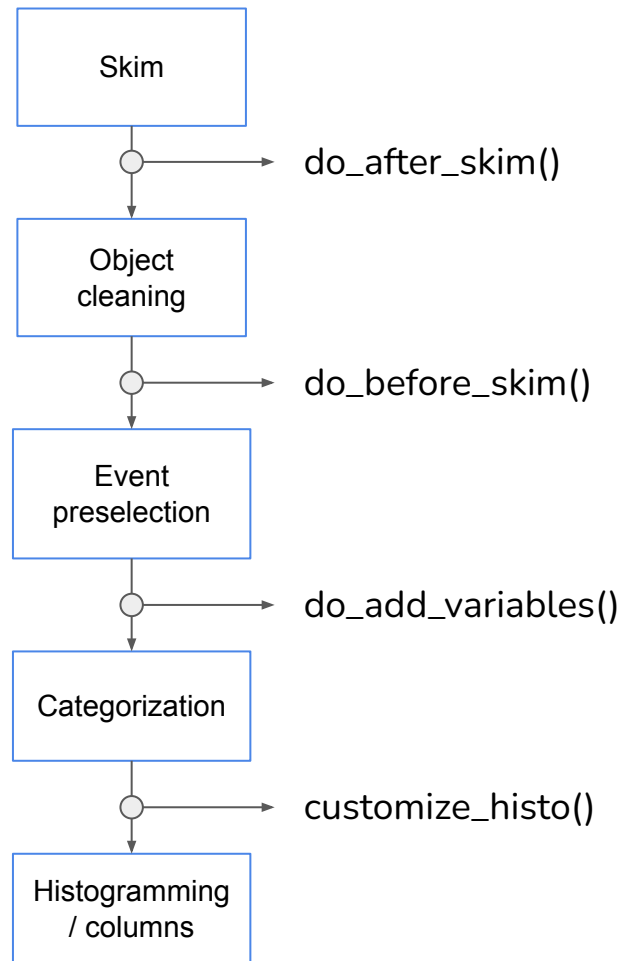 Skim
do_after_skim()
Object
cleaning
do_before_skim()
Event
preselection
do_add_variables()
Categorization
customize_histo()
Histogramming
/ columns